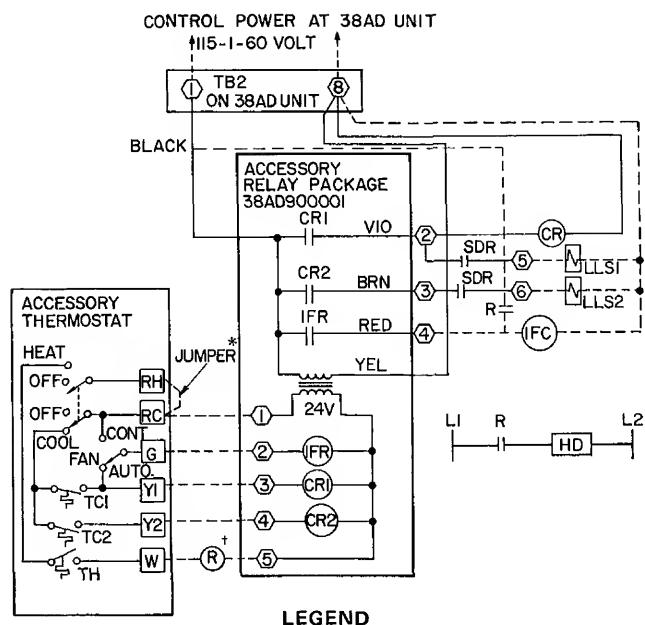 CONTROL POWER AT 38AD UNIT
115-1-60 VOLT
1 TB2 8
ON 38AD UNIT
BLACK
ACCESSORY
RELAY PACKAGE
38AD900001
CR1 VIO 2 CR
SDR 5 LLS1
CR2 BRN 3 SDR 6 LLS2
R
IFR RED 4 IFC
YEL
24V
ACCESSORY
THERMOSTAT
HEAT
OFF RH JUMPER*
OFF RC 1
COOL CONT.
FAN G 2 IFR
AUTO.
TC1 Y1 3 CR1
TC2 Y2 4 CR2
TH W R† 5
L1 R HD L2
LEGEND